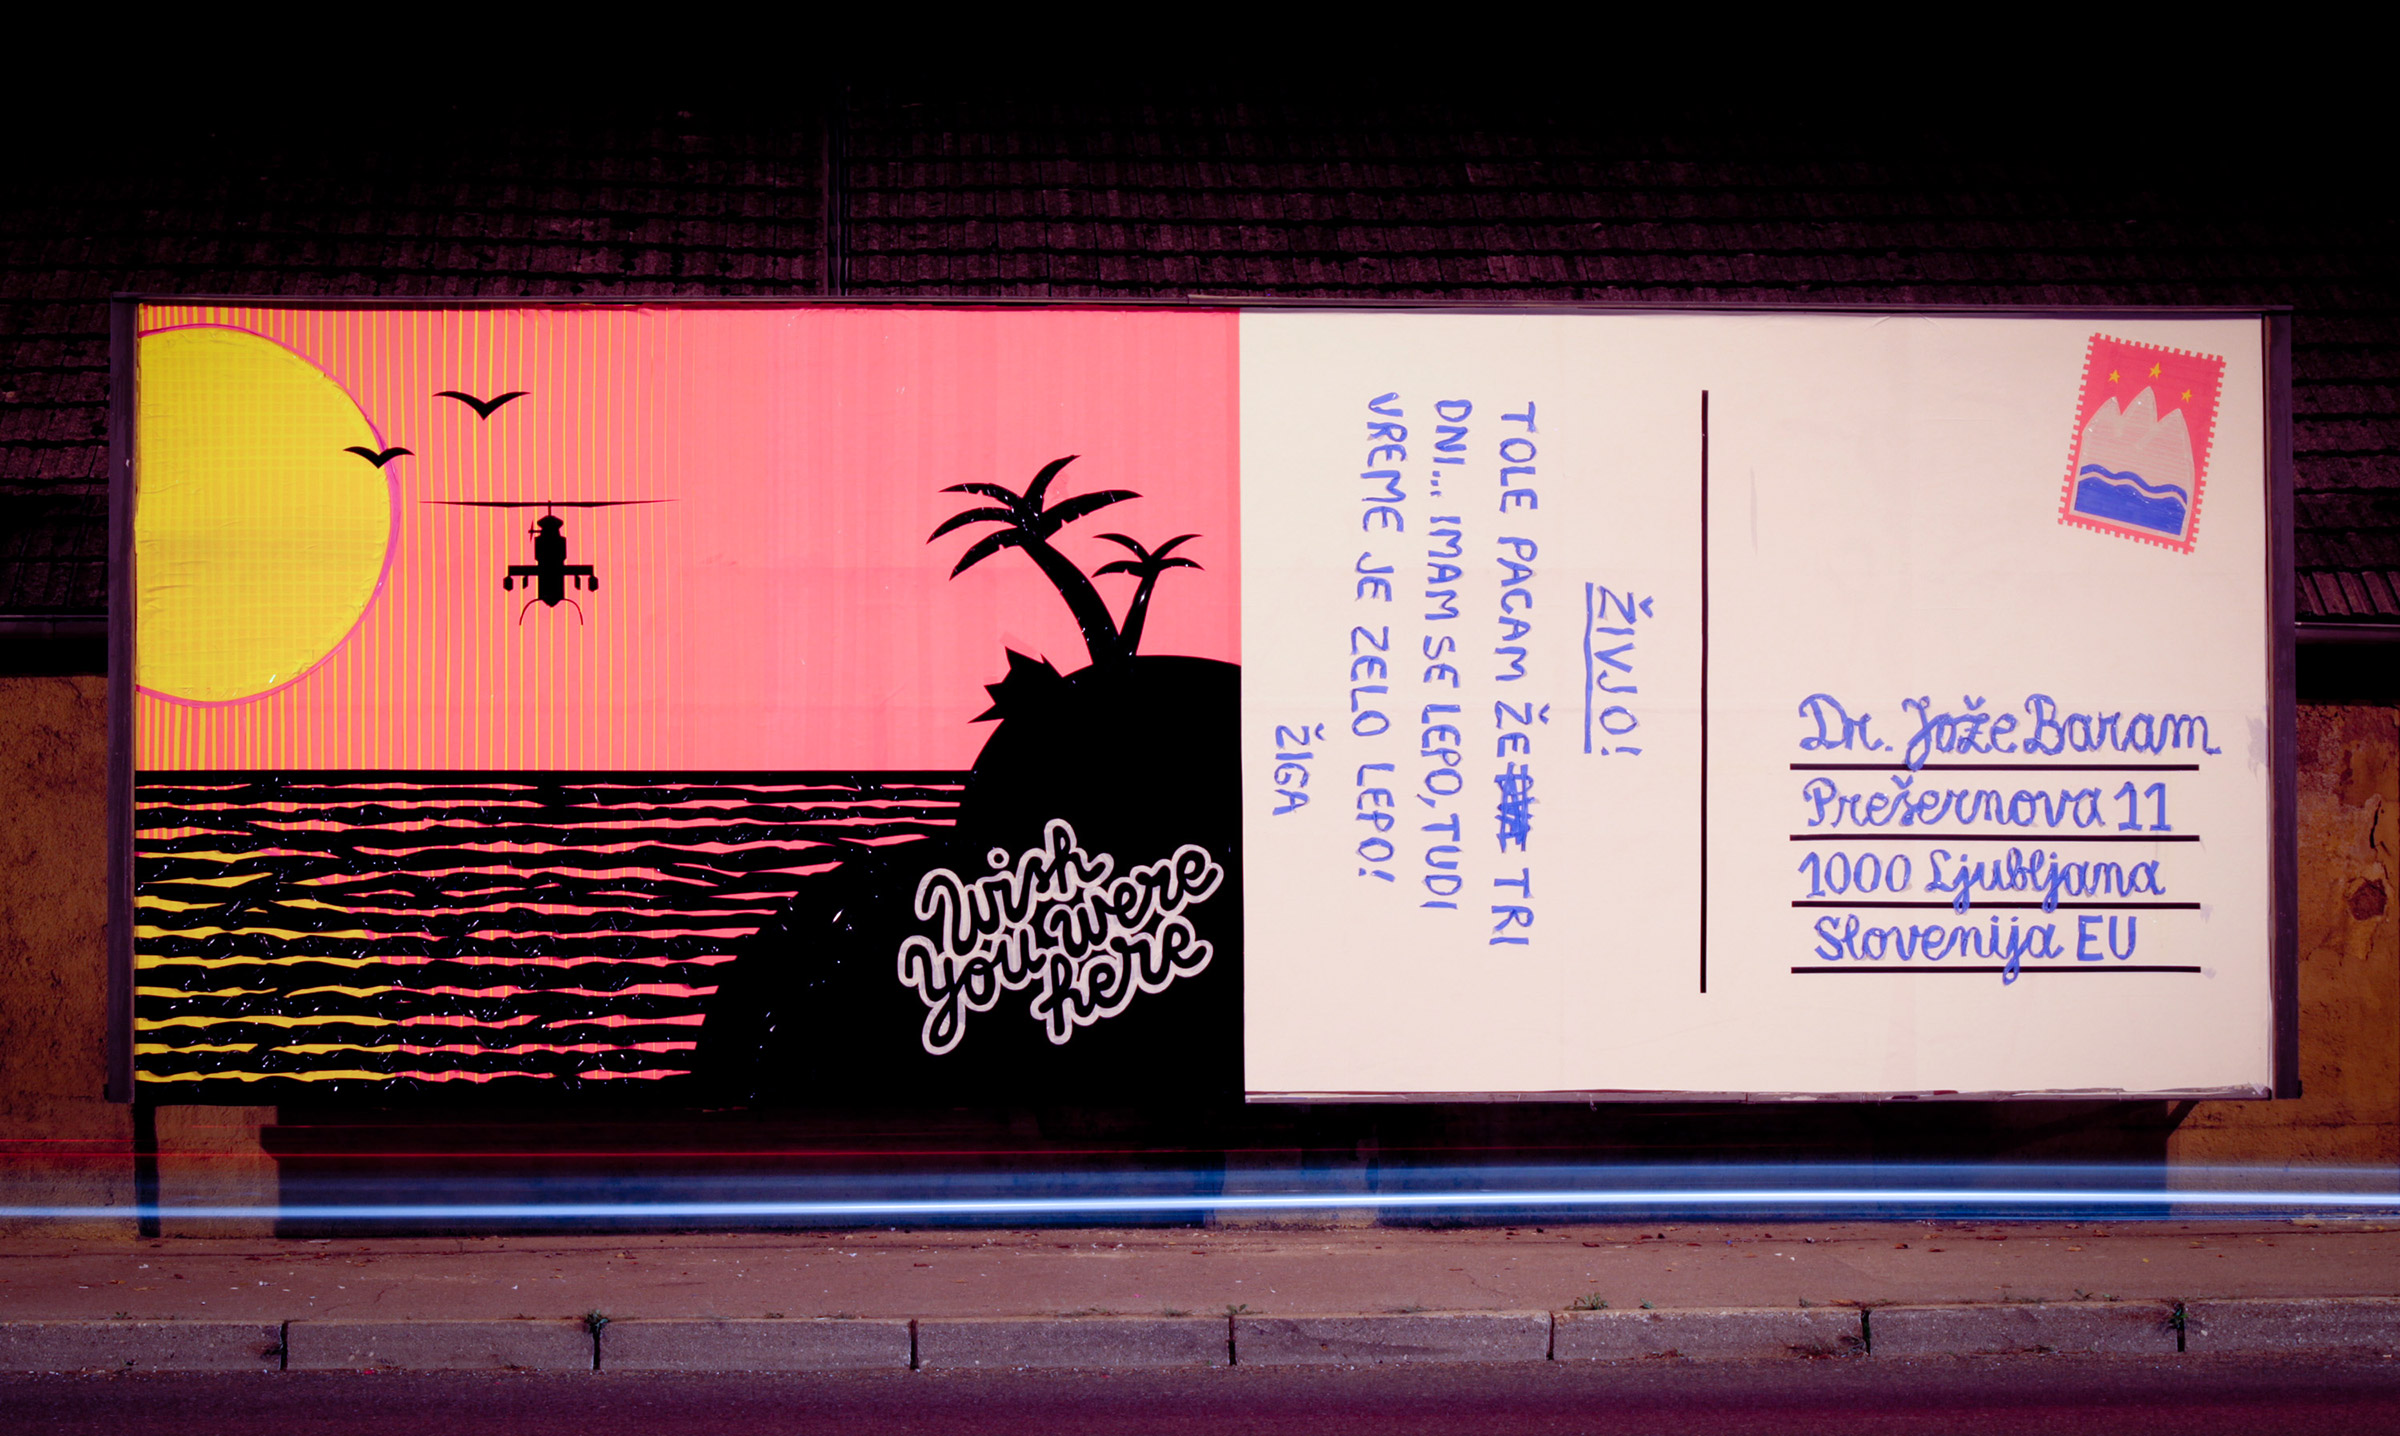 Wish
You were
here
ŽIVJO!
TOLE PACAM ŽE TRI
DNI... IMAM SE LEPO, TUDI
VREME JE ZELO LEPO!
ŽIGA
Dr. Jože Baram
Prešernova 11
1000 Ljubljana
Slovenija EU